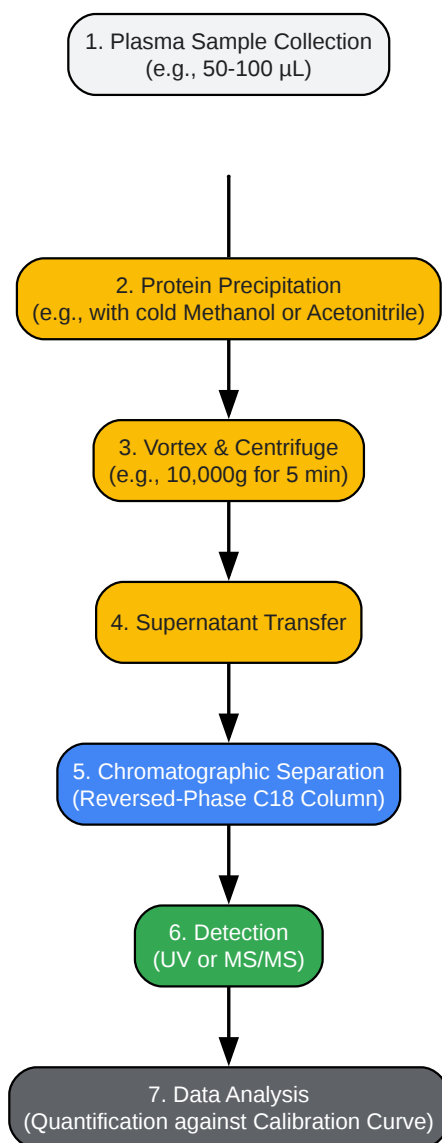 1. Plasma Sample Collection
(e.g., 50-100 µL)
2. Protein Precipitation
(e.g., with cold Methanol or Acetonitrile)
3. Vortex & Centrifuge
(e.g., 10,000g for 5 min)
4. Supernatant Transfer
5. Chromatographic Separation
(Reversed-Phase C18 Column)
6. Detection
(UV or MS/MS)
7. Data Analysis
(Quantification against Calibration Curve)